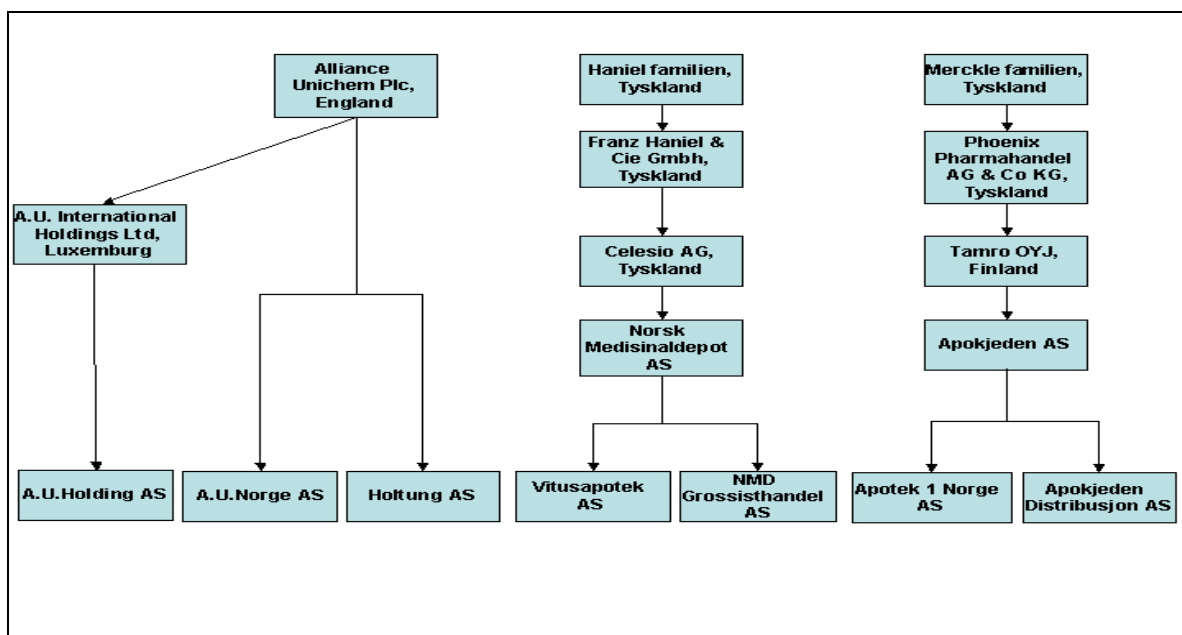 Alliance
Unichem Plc,
England
Haniel familien,
Tyskland
Merckle familien,
Tyskland
Franz Haniel &
Cie Gmbh,
Tyskland
Phoenix
Pharmahandel
AG & Co KG,
Tyskland
A.U. International
Holdings Ltd,
Luxemburg
Celesio AG,
Tyskland
Tamro OYJ,
Finland
Norsk
Medisinaldepot
AS
Apokjeden AS
A.U.Holding AS
A.U.Norge AS
Holtung AS
Vitusapotek
AS
NMD
Grossisthandel
AS
Apotek 1 Norge
AS
Apokjeden
Distribusjon AS